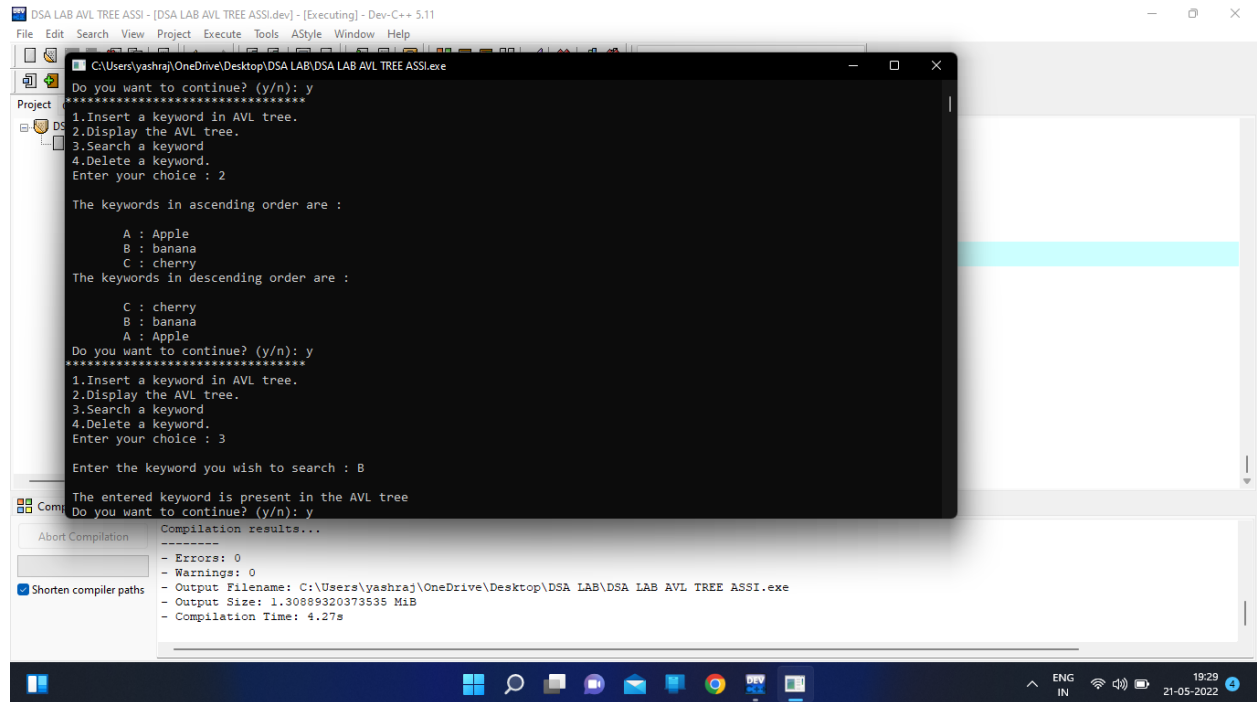 DSA LAB AVL TREE ASSI - [DSA LAB AVL TREE ASSI.dev] - [Executing] - Dev-C++ 5.11
File Edit Search View Project Execute Tools AStyle Window Help
C:\Users\yashraj\OneDrive\Desktop\DSA LAB\DSA LAB AVL TREE ASSI.exe
Project
DS
Do you want to continue? (y/n): y
*********************************
1.Insert a keyword in AVL tree.
2.Display the AVL tree.
3.Search a keyword
4.Delete a keyword.
Enter your choice : 2
The keywords in ascending order are :
A : Apple
B : banana
C : cherry
The keywords in descending order are :
C : cherry
B : banana
A : Apple
Do you want to continue? (y/n): y
*********************************
1.Insert a keyword in AVL tree.
2.Display the AVL tree.
3.Search a keyword
4.Delete a keyword.
Enter your choice : 3
Enter the keyword you wish to search : B
The entered keyword is present in the AVL tree
Do you want to continue? (y/n): y
Comp
Abort Compilation
Shorten compiler paths
Compilation results...
--------
- Errors: 0
- Warnings: 0
- Output Filename: C:\Users\yashraj\OneDrive\Desktop\DSA LAB\DSA LAB AVL TREE ASSI.exe
- Output Size: 1.30889320373535 MiB
- Compilation Time: 4.27s
DEV
ENG
IN
19:29
21-05-2022
4